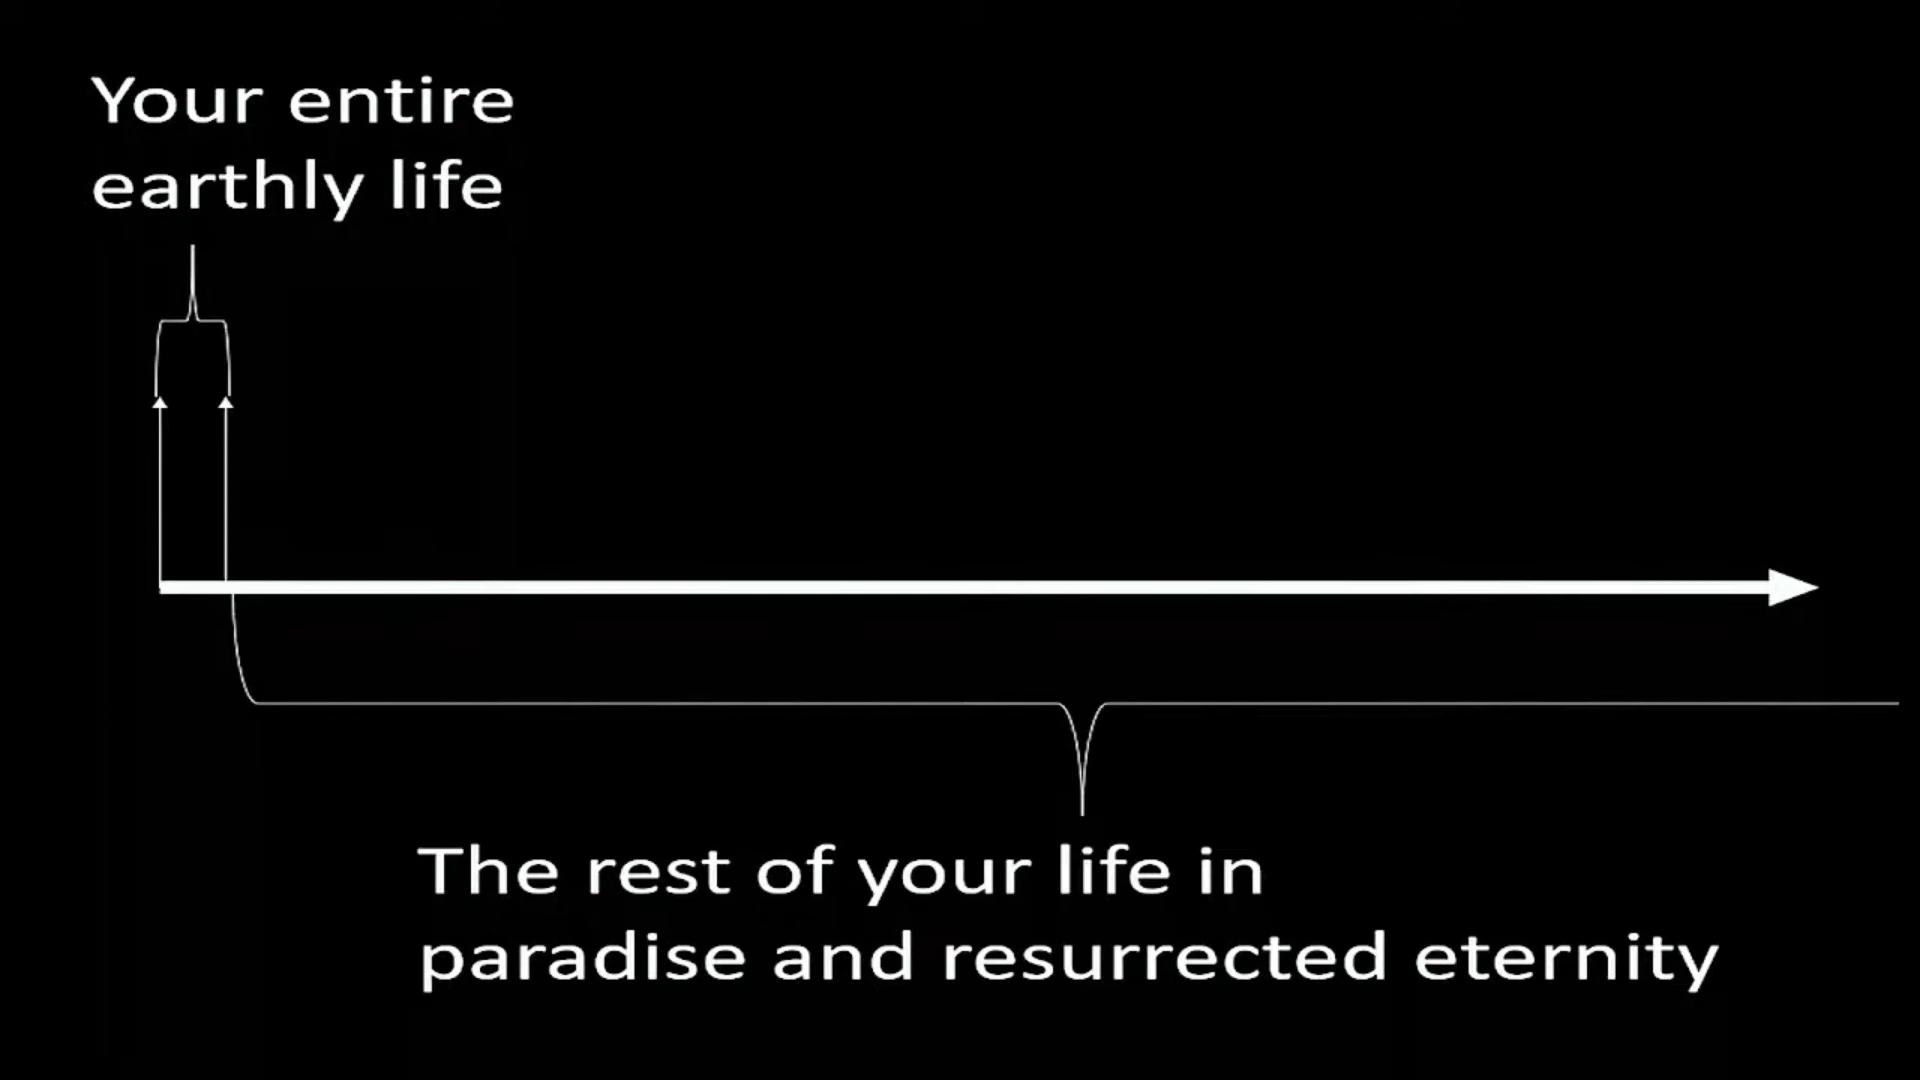 Your entire
earthly life
The rest of your life in
paradise and resurrected eternity